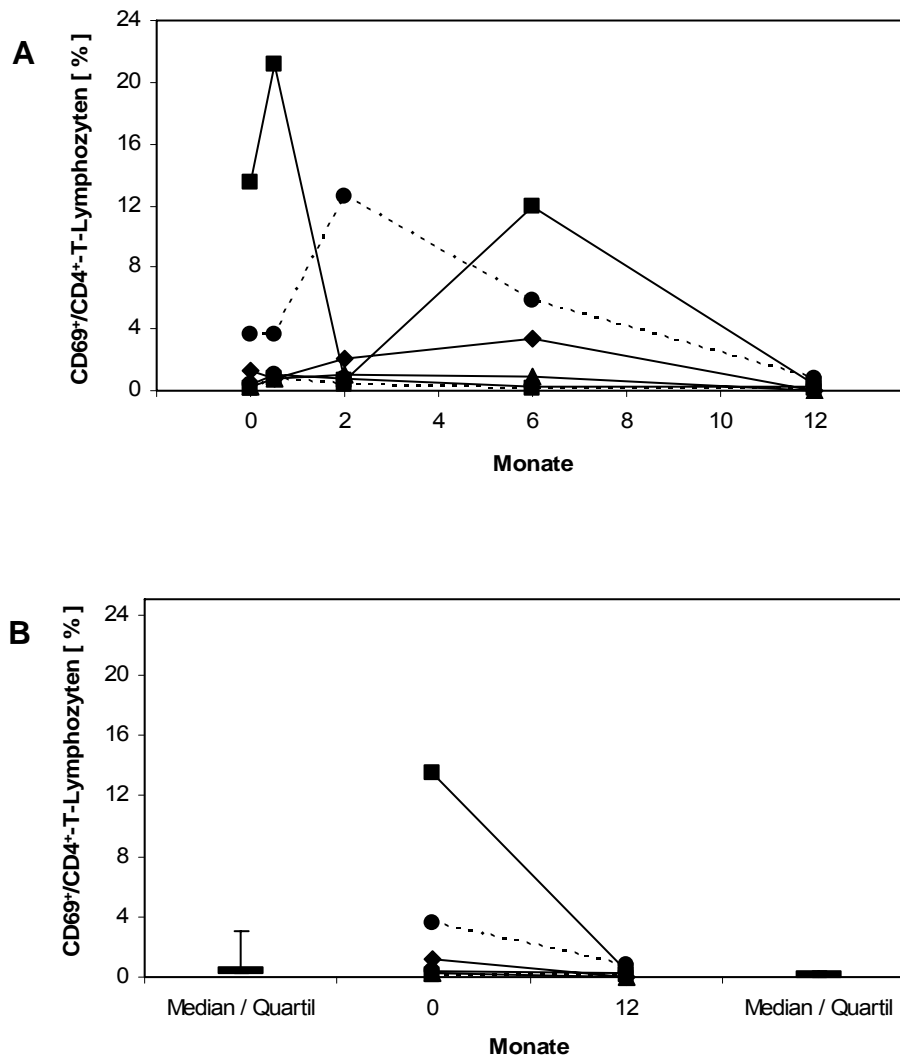 A
CD69⁺/CD4⁺-T-Lymphozyten [ % ]
24
20
16
12
8
4
0
0 2 4 6 8 10 12
Monate
B
CD69⁺/CD4⁺-T-Lymphozyten [ % ]
24
20
16
12
8
4
0
Median / Quartil 0 12 Median / Quartil
Monate